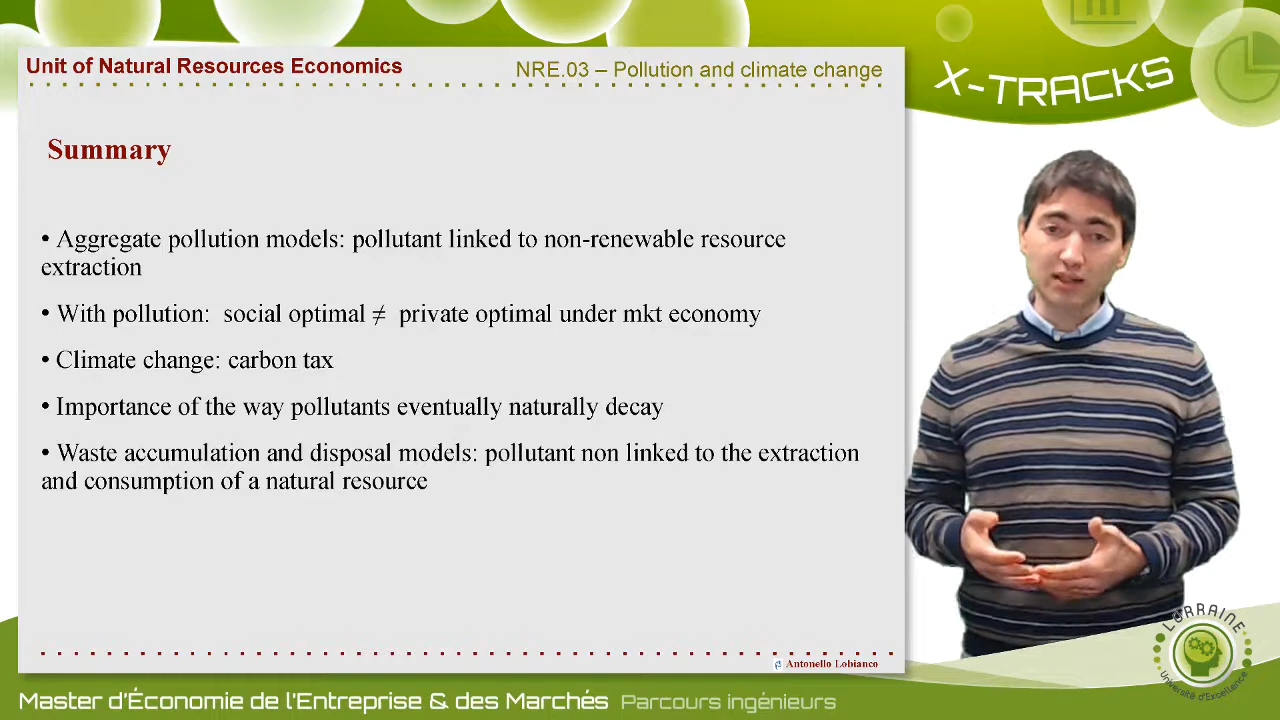 Unit of Natural Resources Economics
NRE.03 – Pollution and climate change
X-TRACKS
Summary
• Aggregate pollution models: pollutant linked to non-renewable resource
extraction
• With pollution: social optimal ≠ private optimal under mkt economy
• Climate change: carbon tax
• Importance of the way pollutants eventually naturally decay
• Waste accumulation and disposal models: pollutant non linked to the extraction
and consumption of a natural resource
Antonello Lobianco
LORRAINE
Université d'Excellence
Master d'Économie de l'Entreprise & des Marchés Parcours ingénieurs